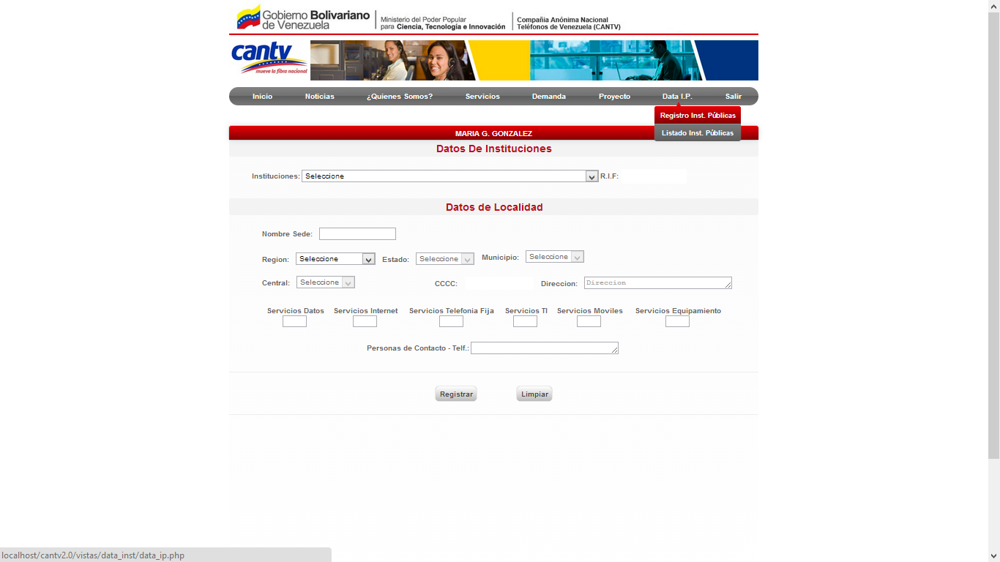 Gobierno Bolivariano
de Venezuela
Ministerio del Poder Popular
para Ciencia, Tecnología e Innovación
Compañia Anónima Nacional
Teléfonos de Venezuela (CANTV)
cantv
mueve la fibra nacional
Inicio Noticias ¿Quienes Somos? Servicios Demanda Proyecto Data I.P. Salir
Registro Inst. Públicas
Listado Inst. Públicas
MARIA G. GONZALEZ
Datos De Instituciones
Instituciones: Seleccione R.I.F:
Datos de Localidad
Nombre Sede:
Region: Seleccione Estado: Seleccione Municipio: Seleccione
Central: Seleccione CCCC: Direccion: Direccion
Servicios Datos Servicios Internet Servicios Telefonia Fija Servicios TI Servicios Moviles Servicios Equipamiento
Personas de Contacto - Telf.:
Registrar Limpiar
localhost/cantv2.0/vistas/data_inst/data_ip.php